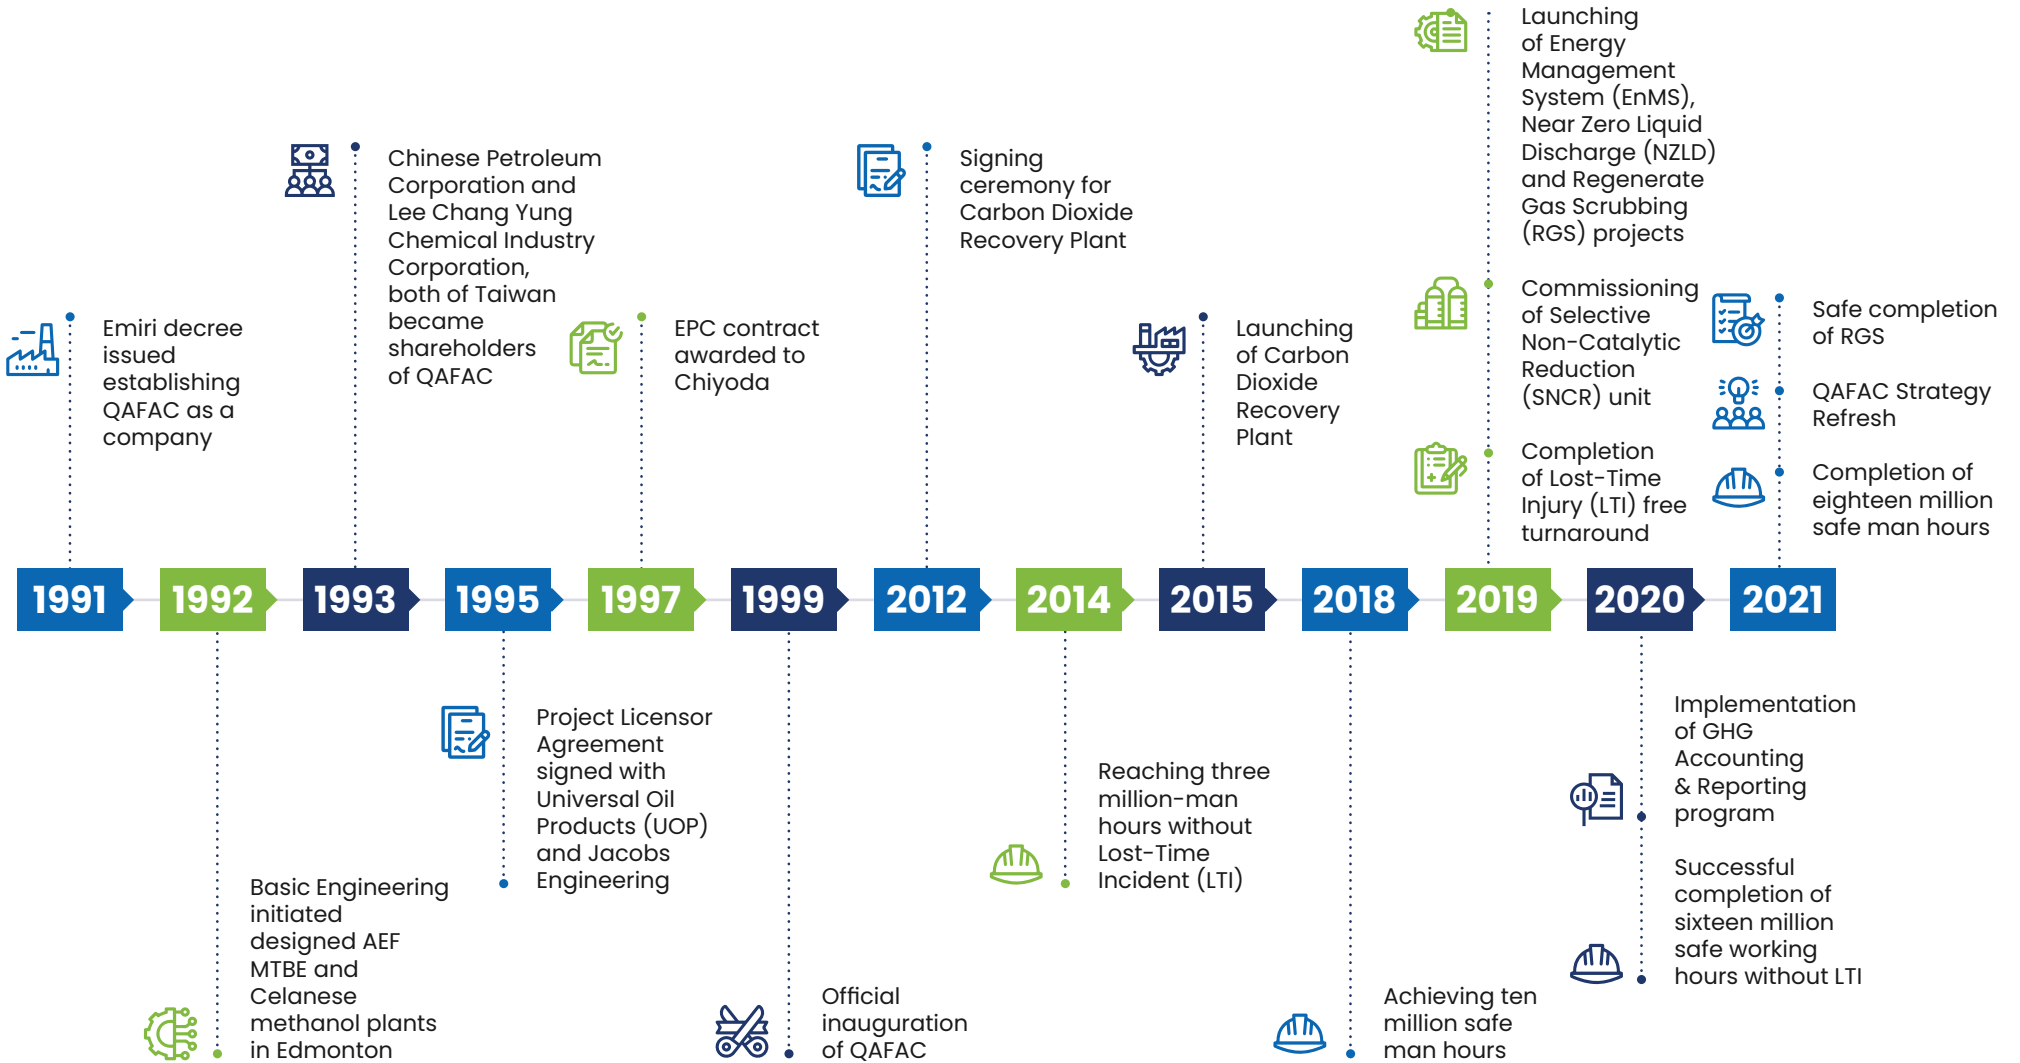 Launching
of Energy
Management
System (EnMS),
Near Zero Liquid
Discharge (NZLD)
and Regenerate
Gas Scrubbing
(RGS) projects
Chinese Petroleum
Corporation and
Lee Chang Yung
Chemical Industry
Corporation,
both of Taiwan
became
shareholders
of QAFAC
Signing
ceremony for
Carbon Dioxide
Recovery Plant
Commissioning
of Selective
Non-Catalytic
Reduction
(SNCR) unit
Safe completion
of RGS
Emiri decree
issued
establishing
QAFAC as a
company
EPC contract
awarded to
Chiyoda
Launching
of Carbon
Dioxide
Recovery
Plant
QAFAC Strategy
Refresh
Completion
of Lost-Time
Injury (LTI) free
turnaround
Completion of
eighteen million
safe man hours
1991
1992
1993
1995
1997
1999
2012
2014
2015
2018
2019
2020
2021
Project Licensor
Agreement
signed with
Universal Oil
Products (UOP)
and Jacobs
Engineering
Reaching three
million-man
hours without
Lost-Time
Incident (LTI)
Implementation
of GHG
Accounting
& Reporting
program
Successful
completion of
sixteen million
safe working
hours without LTI
Basic Engineering
initiated
designed AEF
MTBE and
Celanese
methanol plants
in Edmonton
Official
inauguration
of QAFAC
Achieving ten
million safe
man hours